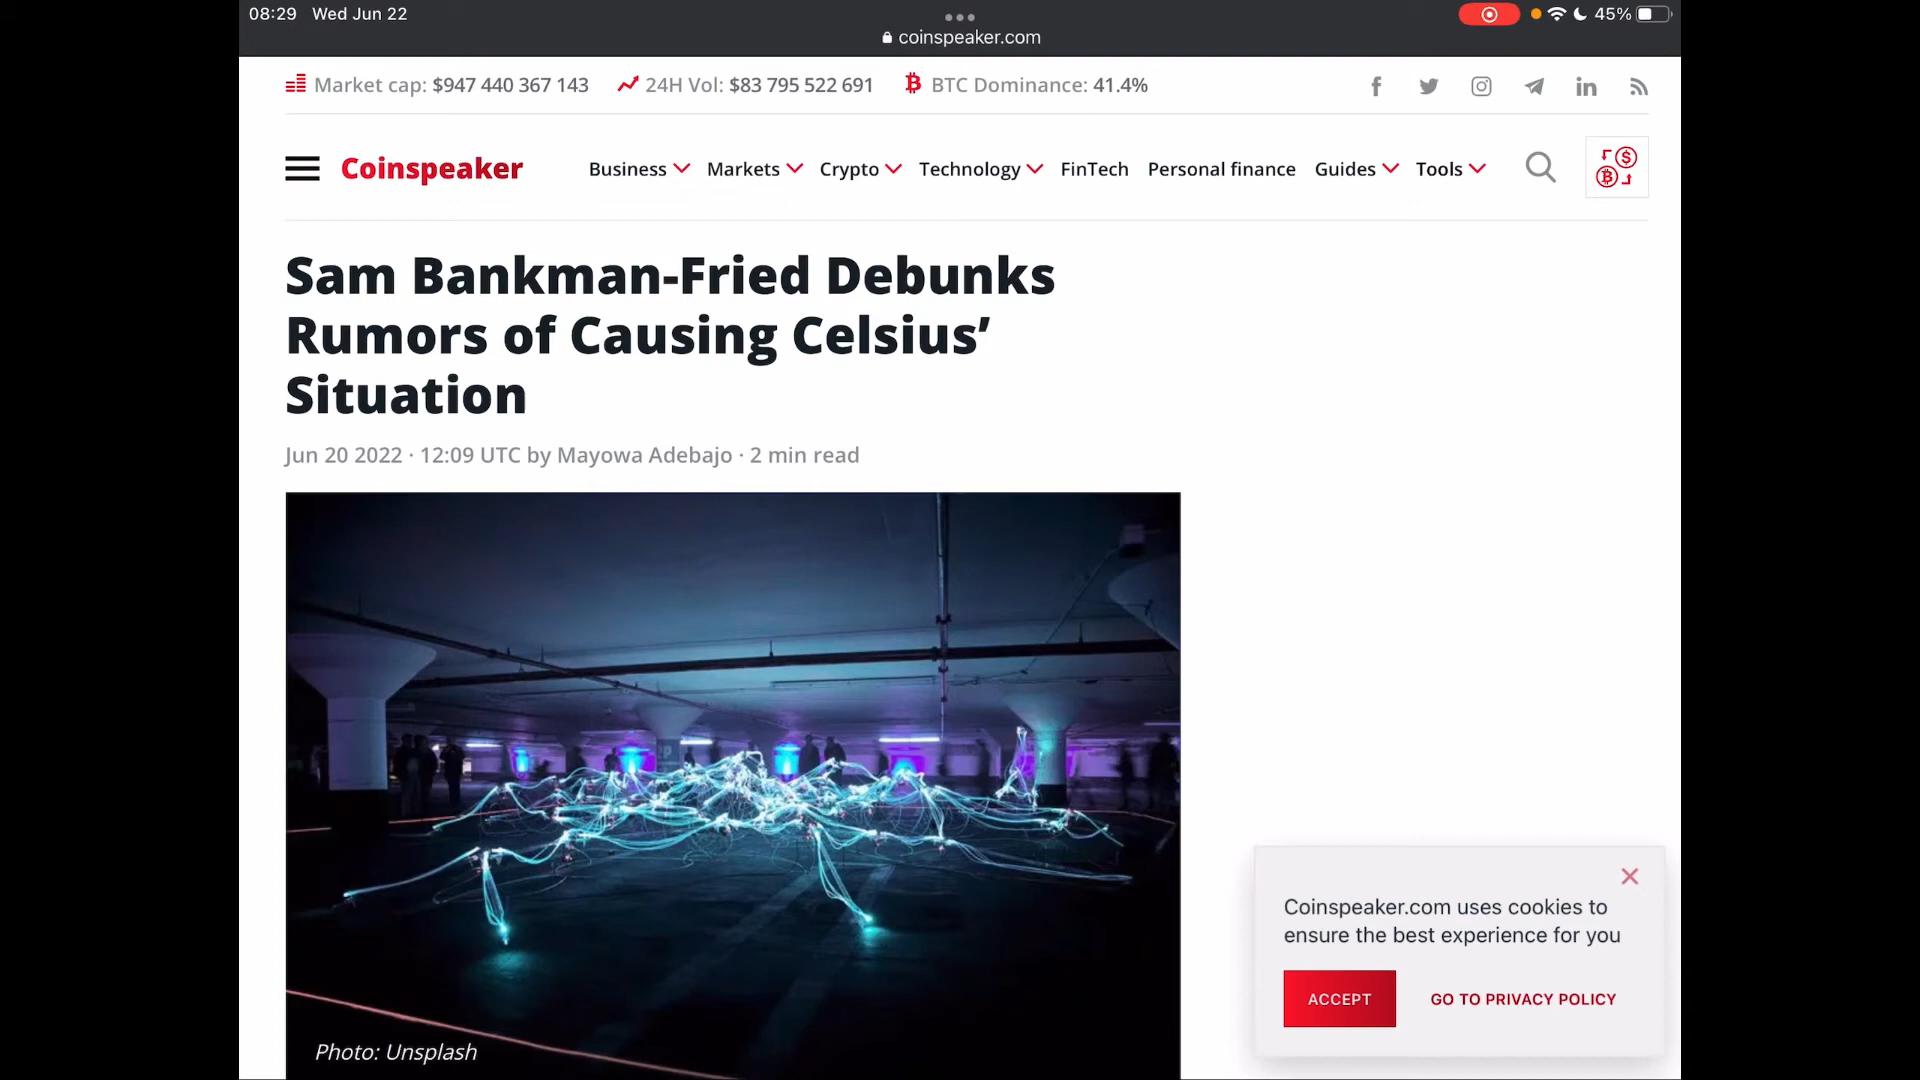 08:29 Wed Jun 22
45%
coinspeaker.com
Market cap: $947 440 367 143 24H Vol: $83 795 522 691 BTC Dominance: 41.4%
Coinspeaker Business Markets Crypto Technology FinTech Personal finance Guides Tools
Sam Bankman-Fried Debunks
Rumors of Causing Celsius’
Situation
Jun 20 2022 · 12:09 UTC by Mayowa Adebajo · 2 min read
Photo: Unsplash
Coinspeaker.com uses cookies to
ensure the best experience for you
ACCEPT GO TO PRIVACY POLICY